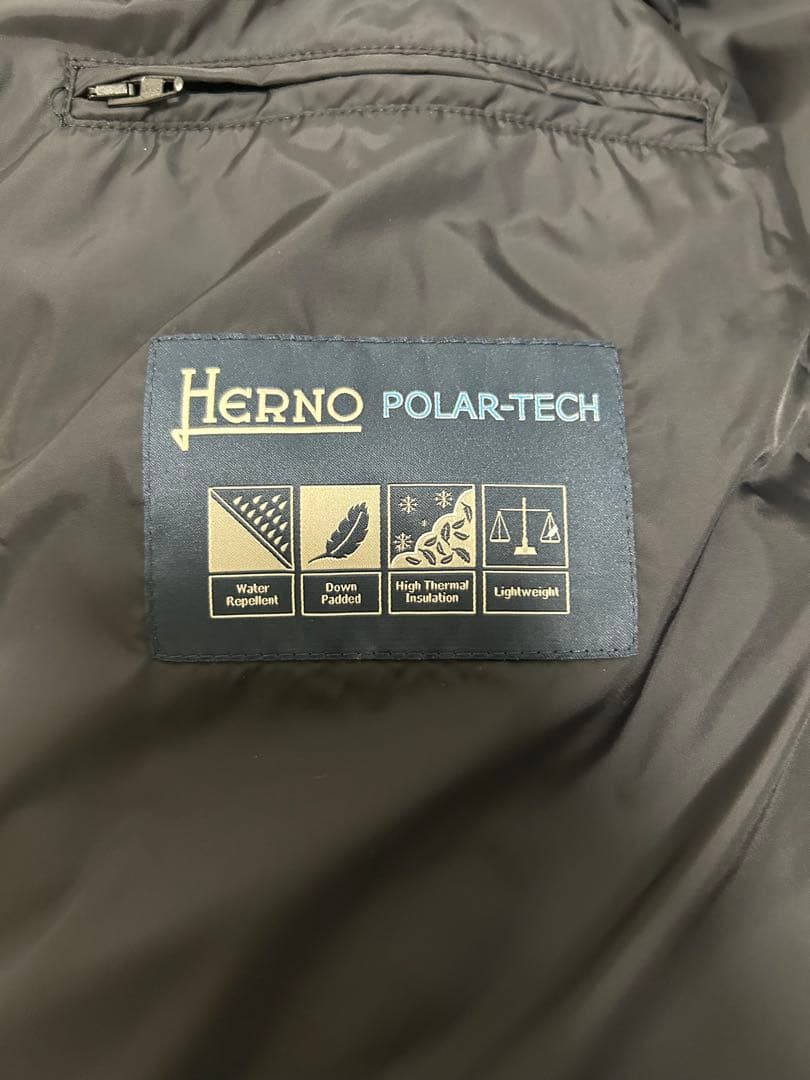 HERNO POLAR-TECH
Water
Repellent
Down
Padded
High Thermal
Insulation
Lightweight